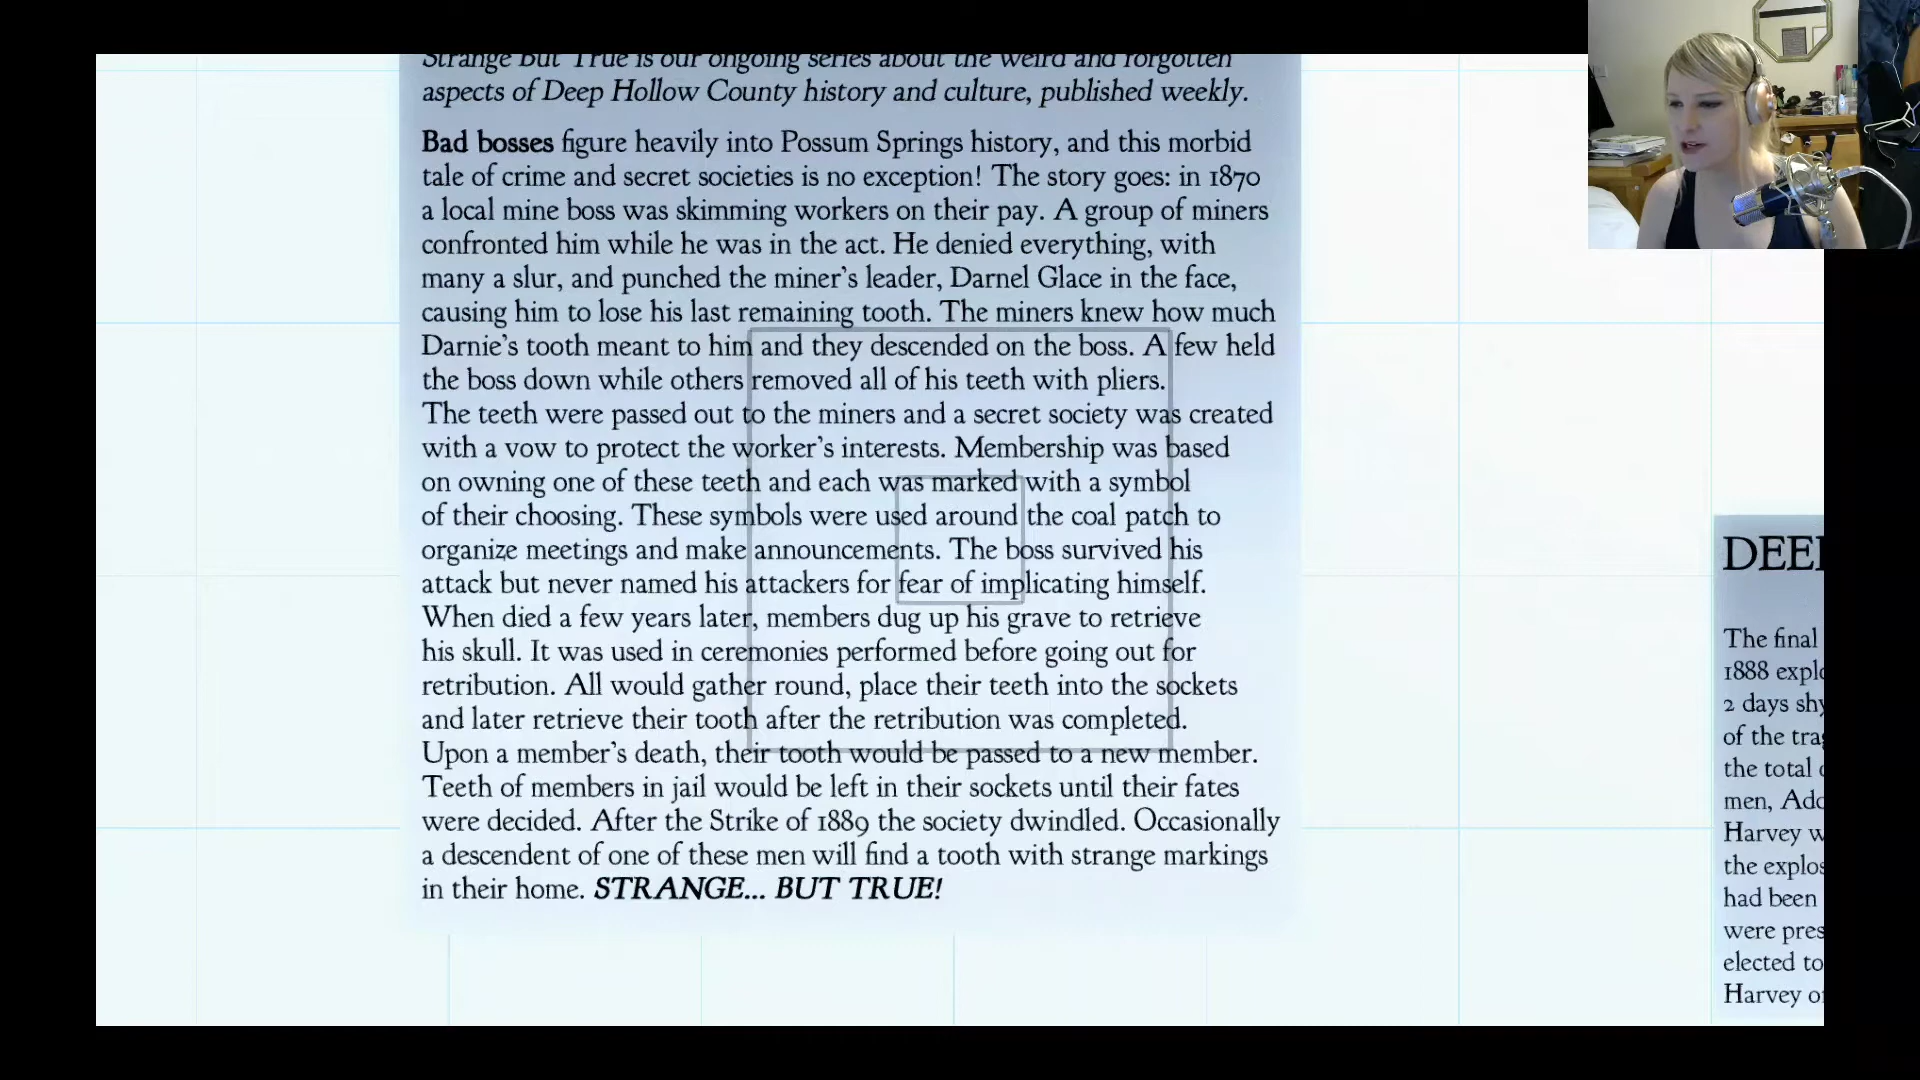 Strange But True is our ongoing series about the weird and forgotten
aspects of Deep Hollow County history and culture, published weekly.
Bad bosses figure heavily into Possum Springs history, and this morbid
tale of crime and secret societies is no exception! The story goes: in 1870
a local mine boss was skimming workers on their pay. A group of miners
confronted him while he was in the act. He denied everything, with
many a slur, and punched the miner's leader, Darnel Glace in the face,
causing him to lose his last remaining tooth. The miners knew how much
Darnie's tooth meant to him and they descended on the boss. A few held
the boss down while others removed all of his teeth with pliers.
The teeth were passed out to the miners and a secret society was created
with a vow to protect the worker's interests. Membership was based
on owning one of these teeth and each was marked with a symbol
of their choosing. These symbols were used around the coal patch to
organize meetings and make announcements. The boss survived his
attack but never named his attackers for fear of implicating himself.
When died a few years later, members dug up his grave to retrieve
his skull. It was used in ceremonies performed before going out for
retribution. All would gather round, place their teeth into the sockets
and later retrieve their tooth after the retribution was completed.
Upon a member's death, their tooth would be passed to a new member.
Teeth of members in jail would be left in their sockets until their fates
were decided. After the Strike of 1889 the society dwindled. Occasionally
a descendent of one of these men will find a tooth with strange markings
in their home. STRANGE... BUT TRUE!
The final
1888
2 days
of the
the total
men,
Harvey
the
had been
were
elected to
Harvey